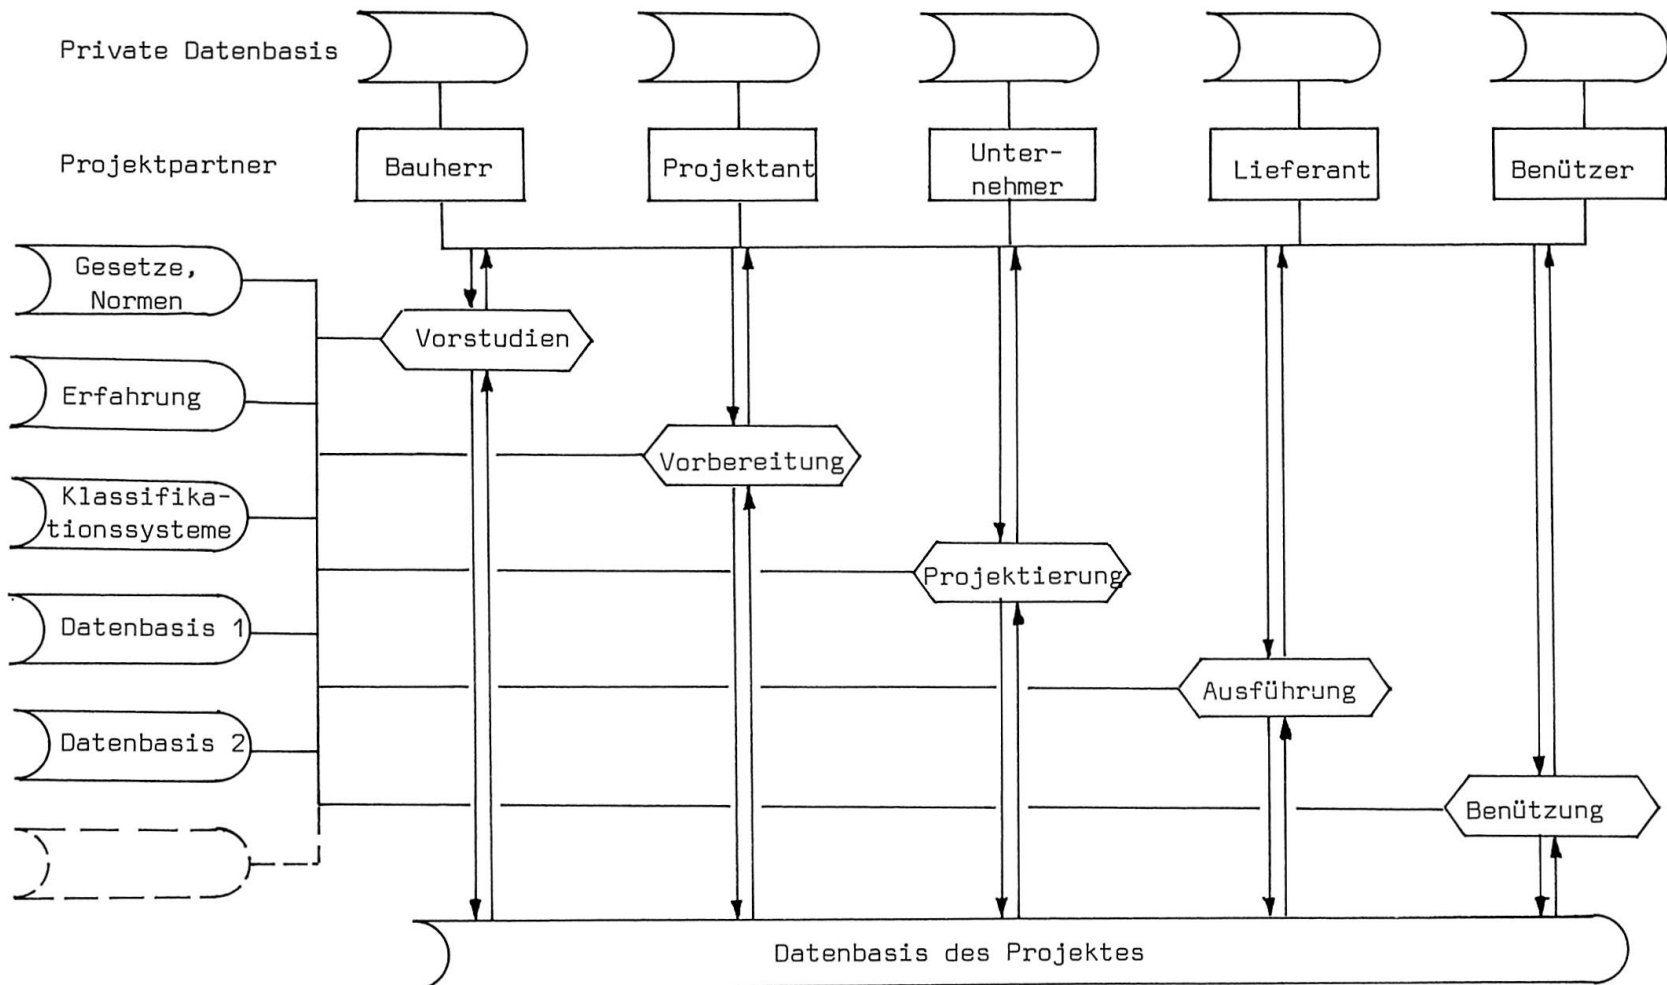 Private Datenbasis
Projektpartner
Bauherr
Projektant
Unter-
nehmer
Lieferant
Benützer
Gesetze,
Normen
Vorstudien
Erfahrung
Vorbereitung
Klassifika-
tionssysteme
Projektierung
Datenbasis 1
Ausführung
Datenbasis 2
Benützung
Datenbasis des Projektes